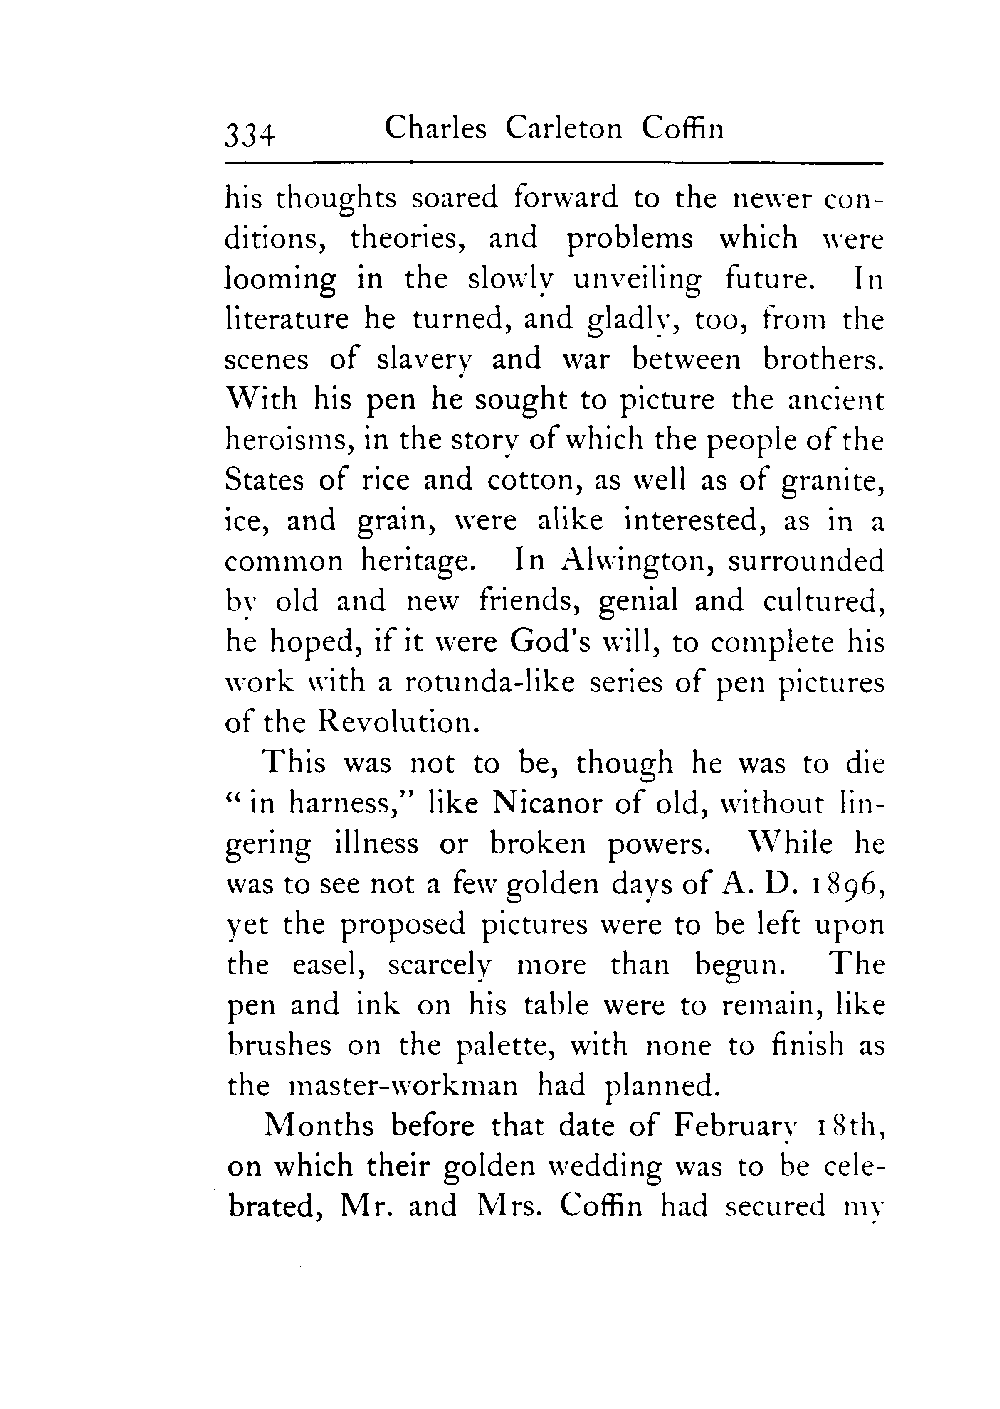 334 Charles Carleton Coffin
his thoughts soared forward to the newer con-
ditions, theories, and problems which were
looming in the slowly unveiling future. In
literature he turned, and gladly, too, from the
scenes of slavery and war between brothers.
With his pen he sought to picture the ancient
heroisms, in the story of which the people of the
States of rice and cotton, as well as of granite,
ice, and grain, were alike interested, as in a
common heritage. In Alwington, surrounded
by old and new friends, genial and cultured,
he hoped, if it were God's will, to complete his
work with a rotunda-like series of pen pictures
of the Revolution.
This was not to be, though he was to die
“in harness,” like Nicanor of old, without lin-
gering illness or broken powers. While he
was to see not a few golden days of A. D. 1896,
yet the proposed pictures were to be left upon
the easel, scarcely more than begun. The
pen and ink on his table were to remain, like
brushes on the palette, with none to finish as
the master-workman had planned.
Months before that date of February 18th,
on which their golden wedding was to be cele-
brated, Mr. and Mrs. Coffin had secured my